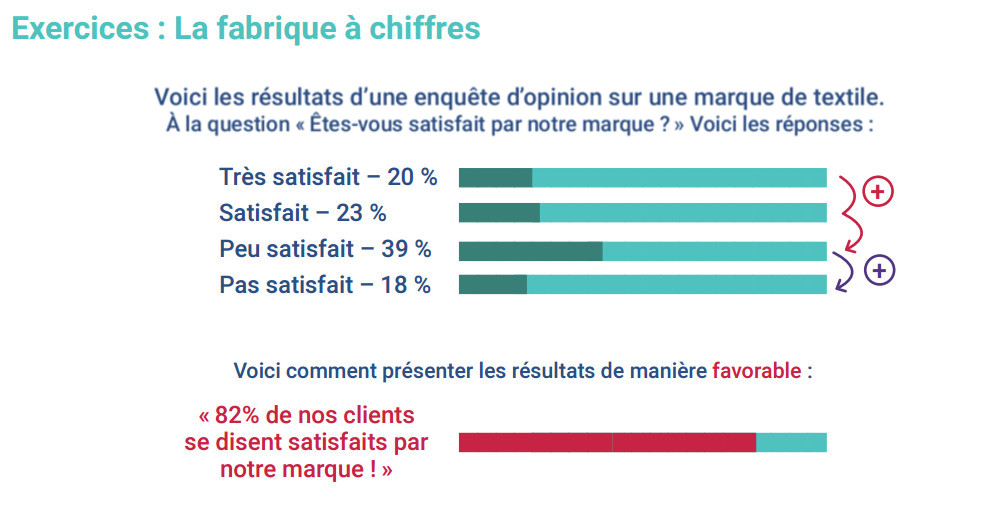 Exercices : La fabrique à chiffres
Voici les résultats d’une enquête d’opinion sur une marque de textile.
À la question « Êtes-vous satisfait par notre marque ? » Voici les réponses :
Très satisfait – 20 %
Satisfait – 23 %
Peu satisfait – 39 %
Pas satisfait – 18 %
Voici comment présenter les résultats de manière favorable :
« 82% de nos clients
se disent satisfaits par
notre marque ! »